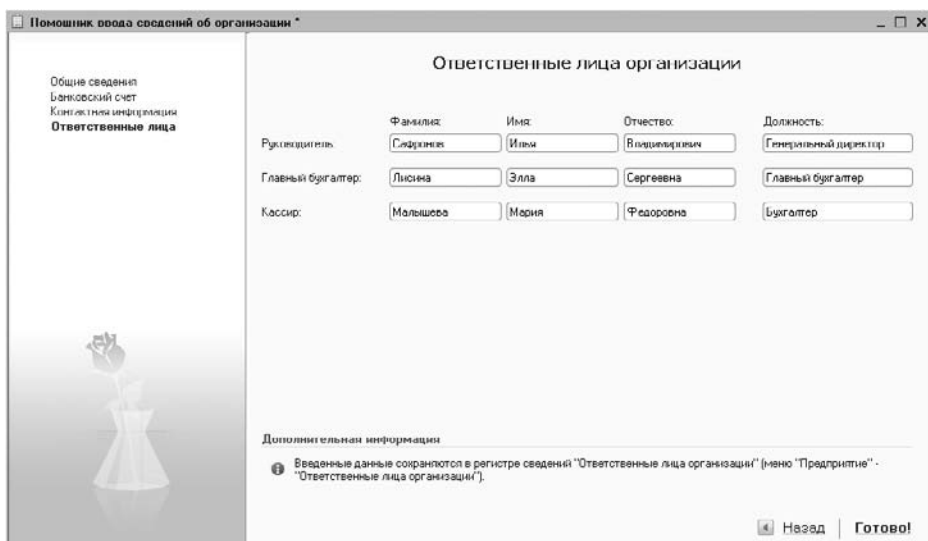 Помощник ввода сведений об организации *
Общие сведения
Банковский счет
Контактная информация
Ответственные лица
Ответственные лица организации
Фамилия: Имя: Отчество: Должность:
Руководитель: Сафронов Илья Владимирович Генеральный директор
Главный бухгалтер: Лисина Элла Сергеевна Главный бухгалтер
Кассир: Малышева Мария Федоровна Бухгалтер
Дополнительная информация
Введенные данные сохраняются в регистре сведений "Ответственные лица организации" (меню "Предприятие" -
"Ответственные лица организации").
Назад Готово!